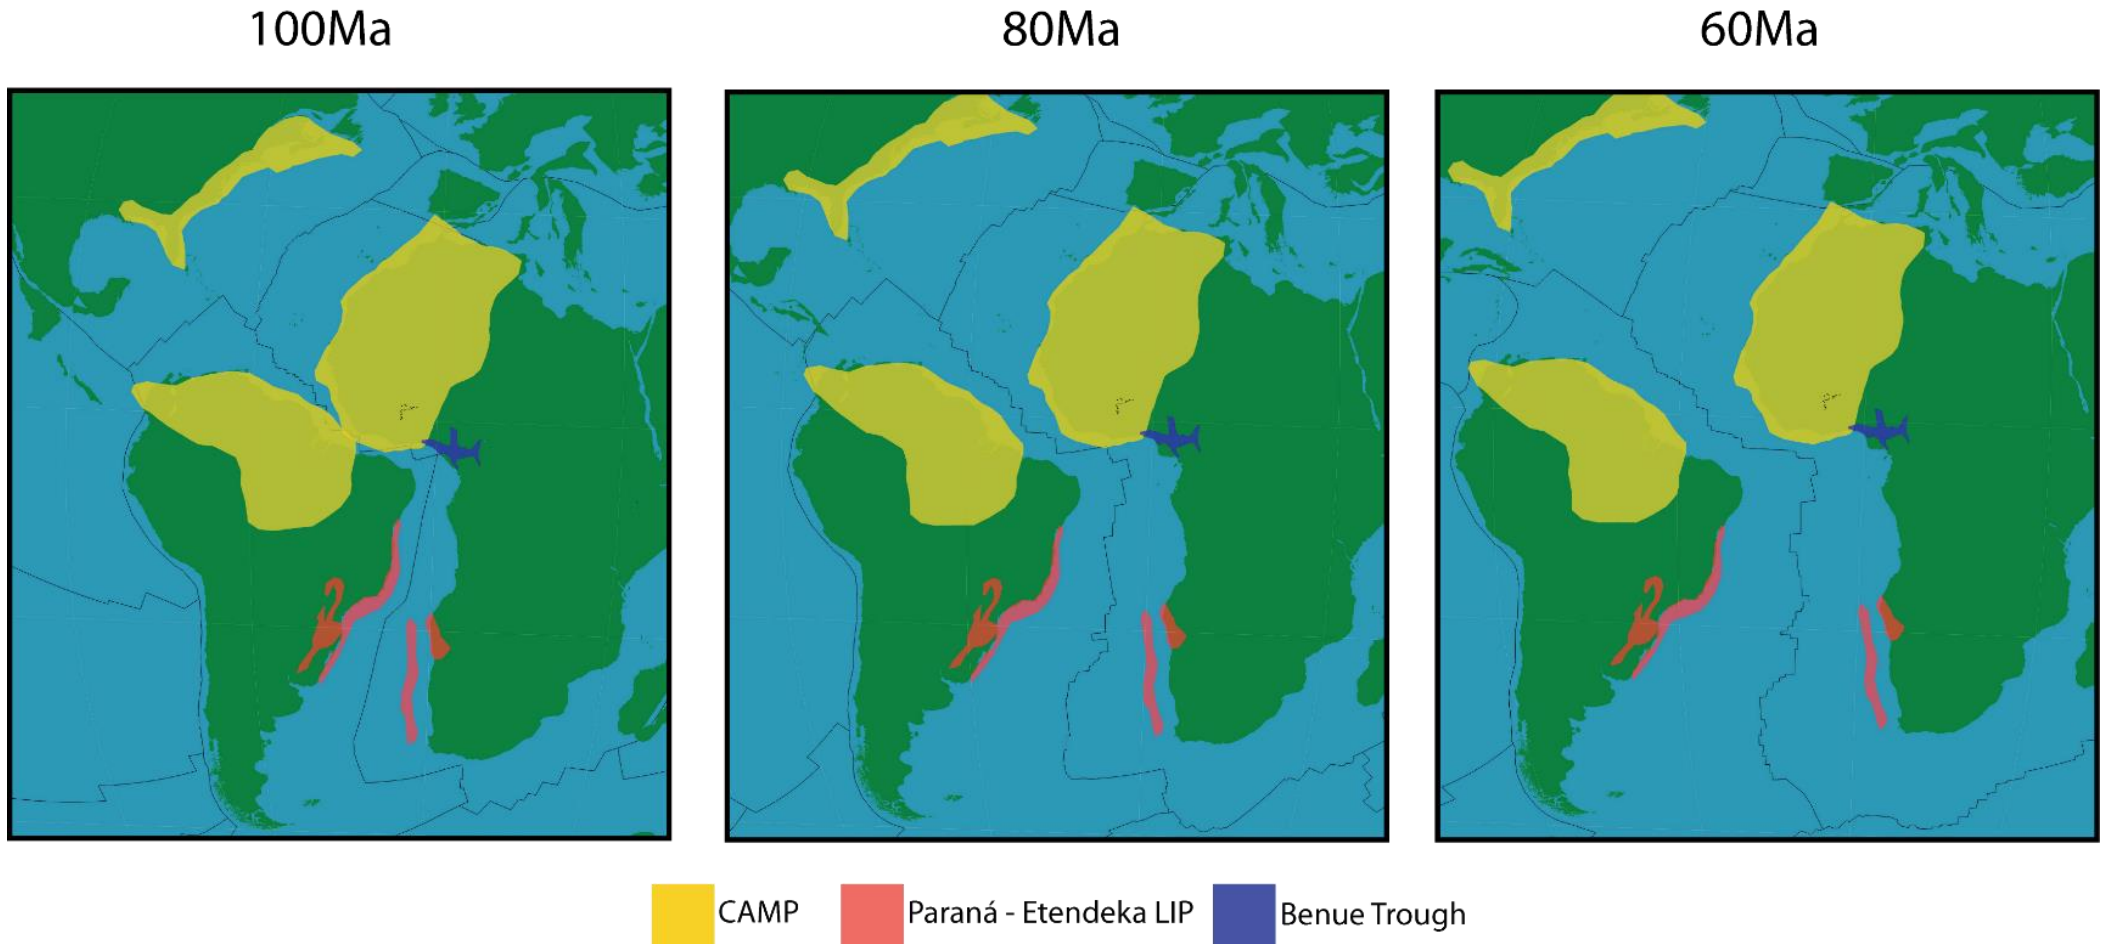 100Ma
80Ma
60Ma
CAMP
Paraná - Etendeka LIP
Benue Trough